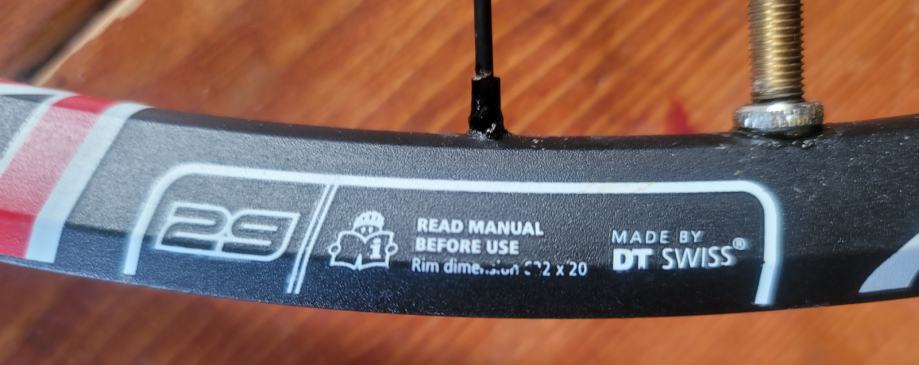 29
READ MANUAL
BEFORE USE
Rim dimension x 20
MADE BY
DT SWISS®